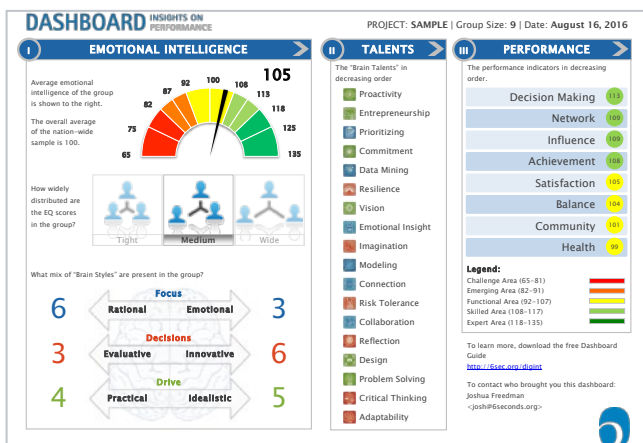 DASHBOARD INSIGHTS ON PERFORMANCE
PROJECT: SAMPLE | Group Size: 9 | Date: August 16, 2016
I EMOTIONAL INTELLIGENCE
Average emotional
intelligence of the group
is shown to the right.
The overall average
of the nation-wide
sample is 100.
105
65
75
82
87
92
100
108
113
118
125
135
How widely
distributed are
the EQ scores
in the group?
Tight
Medium
Wide
What mix of "Brain Styles" are present in the group?
Focus
6 Rational Emotional 3
Decisions
3 Evaluative Innovative 6
Drive
4 Practical Idealistic 5
II TALENTS
The "Brain Talents" in
decreasing order
Proactivity
Entrepreneurship
Prioritizing
Commitment
Data Mining
Resilience
Vision
Emotional Insight
Imagination
Modeling
Connection
Risk Tolerance
Collaboration
Reflection
Design
Problem Solving
Critical Thinking
Adaptability
III PERFORMANCE
The performance indicators in decreasing
order.
Decision Making 113
Network 109
Influence 109
Achievement 108
Satisfaction 105
Balance 104
Community 101
Health 99
Legend:
Challenge Area (65-81)
Emerging Area (82-91)
Functional Area (92-107)
Skilled Area (108-117)
Expert Area (118-135)
To learn more, download the free Dashboard
Guide
http://6sec.org/digint
To contact who brought you this dashboard:
Joshua Freedman
<josh@6seconds.org>